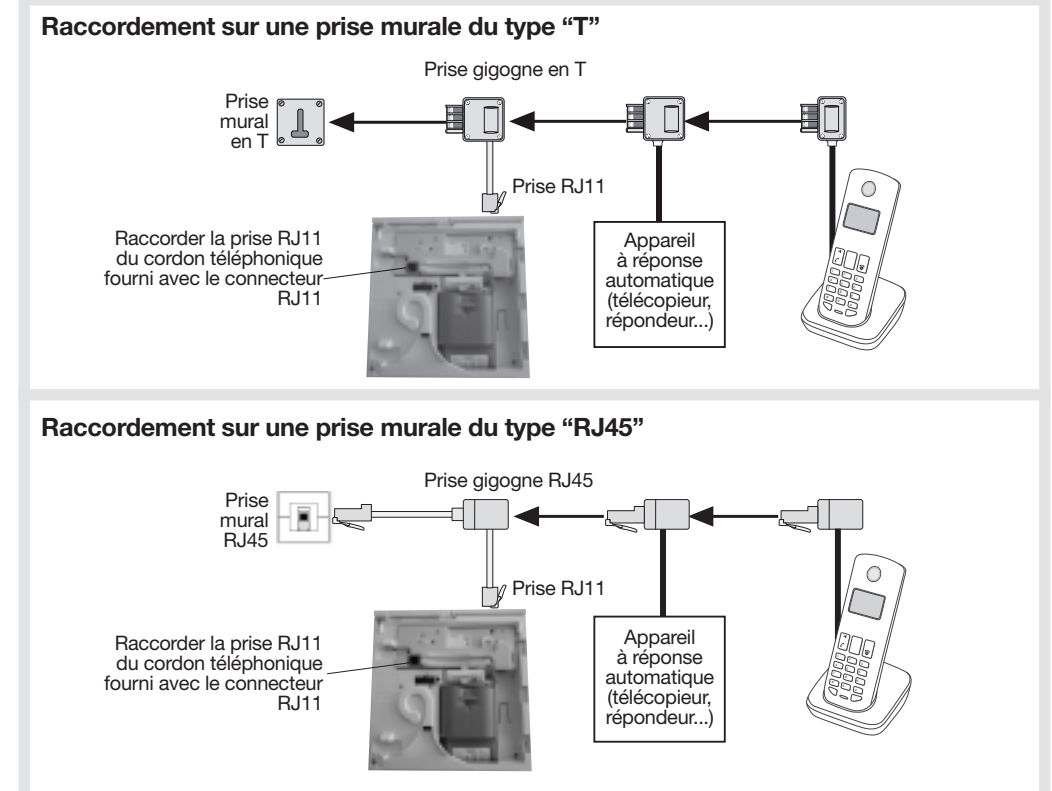 Raccordement sur une prise murale du type “T”
Prise gigogne en T
Prise
mural
en T
Prise RJ11
Raccorder la prise RJ11
du cordon téléphonique
fourni avec le connecteur
RJ11
Appareil
à réponse
automatique
(télécopieur,
répondeur...)
Raccordement sur une prise murale du type “RJ45”
Prise gigogne RJ45
Prise
mural
RJ45
Prise RJ11
Raccorder la prise RJ11
du cordon téléphonique
fourni avec le connecteur
RJ11
Appareil
à réponse
automatique
(télécopieur,
répondeur...)